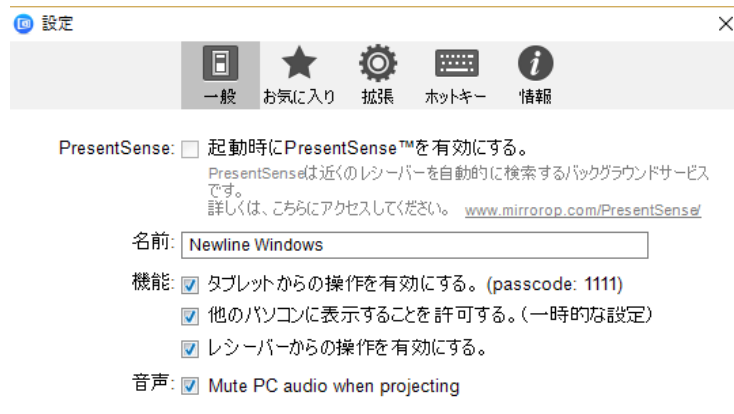 設定
一般 お気に入り 拡張 ホットキー 情報
PresentSense: 起動時にPresentSense™を有効にする。
PresentSenseは近くのレシーバーを自動的に検索するバックグラウンドサービス
です。
詳しくは、こちらにアクセスしてください。 www.mirrorop.com/PresentSense/
名前: Newline Windows
機能: タブレットからの操作を有効にする。(passcode: 1111)
他のパソコンに表示することを許可する。(一時的な設定)
レシーバーからの操作を有効にする。
音声: Mute PC audio when projecting